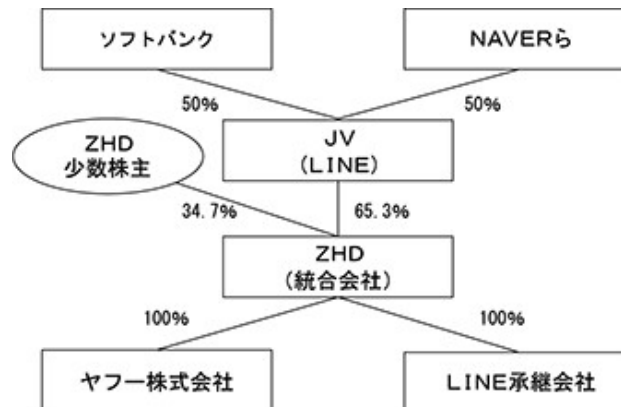 ソフトバンク
NAVERら
50%
50%
JV
(LINE)
ZHD
少数株主
34.7%
65.3%
ZHD
(統合会社)
100%
100%
ヤフー株式会社
LINE承継会社